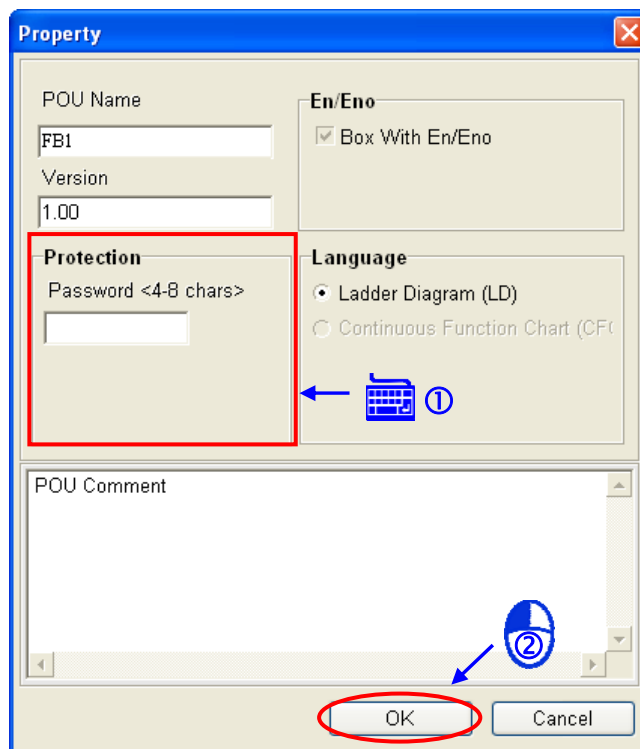 Property
POU Name
FB1
Version
1.00
En/Eno
Box With En/Eno
Protection
Password <4-8 chars>
①
Language
Ladder Diagram (LD)
Continuous Function Chart (CF(
POU Comment
②
OK
Cancel